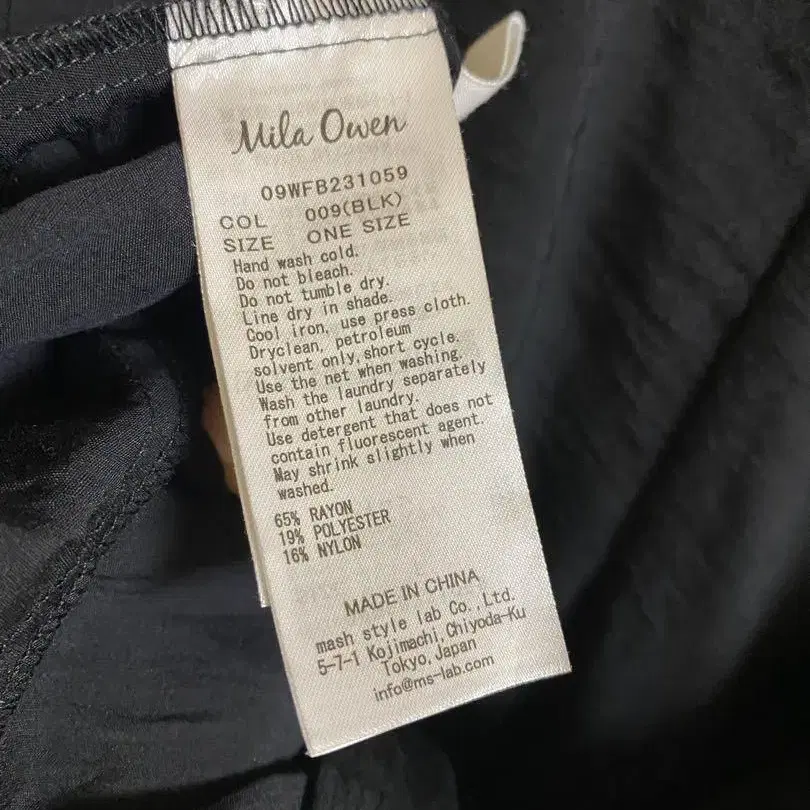 Mila Owen
09WFB231059
COL 009(BLK)
SIZE ONE SIZE
Hand wash cold.
Do not bleach.
Do not tumble dry.
Line dry in shade.
Cool iron, use press cloth.
Dryclean, petroleum
solvent only, short cycle.
Use the net when washing.
Wash the laundry separately
from other laundry.
Use detergent that does not
contain fluorescent agent.
May shrink slightly when
washed.
65% RAYON
19% POLYESTER
16% NYLON
MADE IN CHINA
mash style lab Co.,Ltd.
5-7-1 Kojimachi,Chiyoda-Ku
Tokyo, Japan
info@ms-lab.com